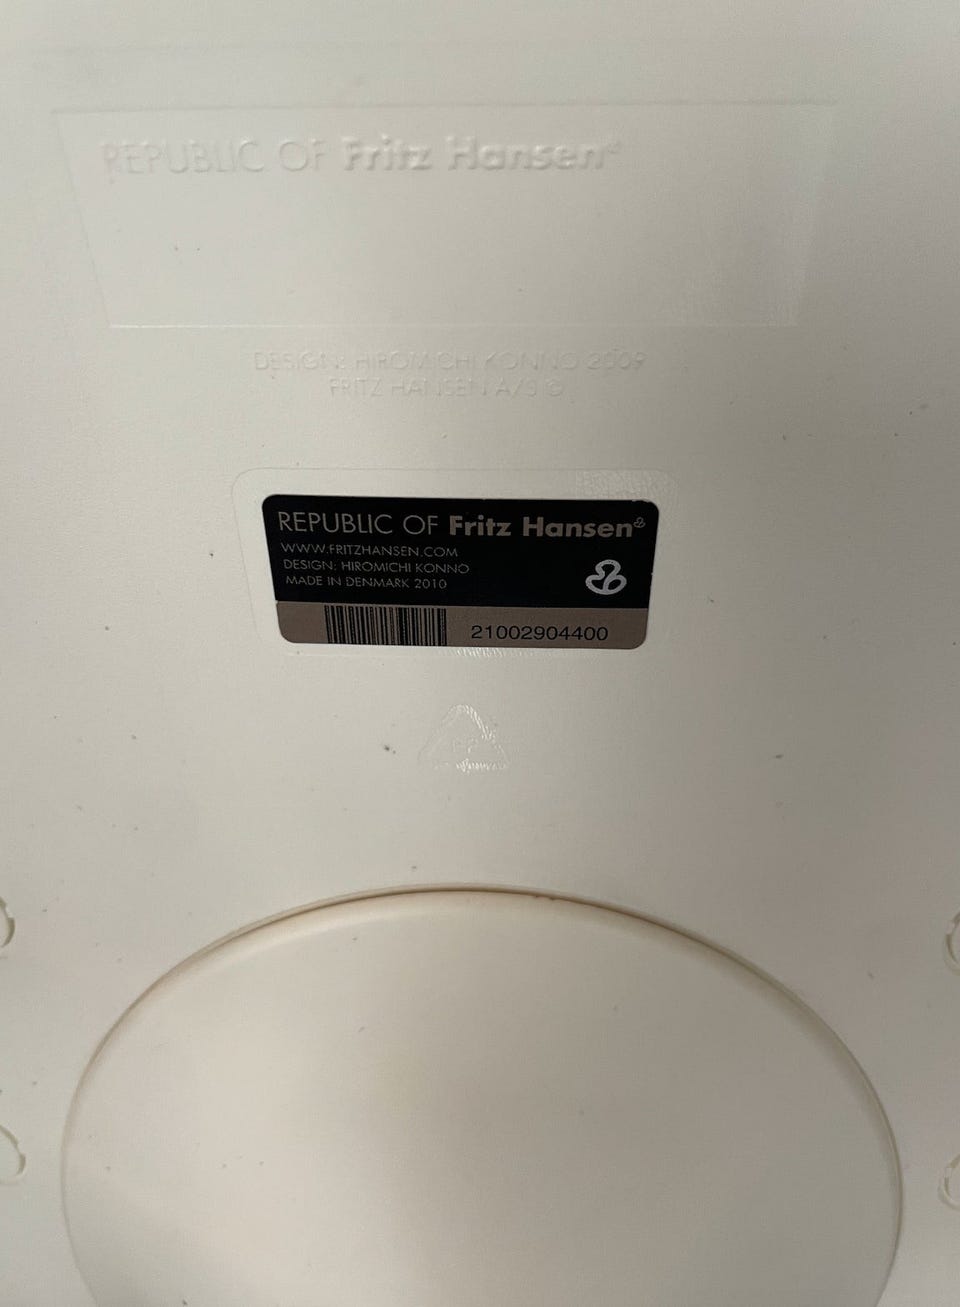 REPUBLIC OF Fritz Hansen
DESIGN: HIROMICHI KONNO 2009
FRITZ HANSEN A/S ©
REPUBLIC OF Fritz Hansen
WWW.FRITZHANSEN.COM
DESIGN: HIROMICHI KONNO
MADE IN DENMARK 2010
21002904400